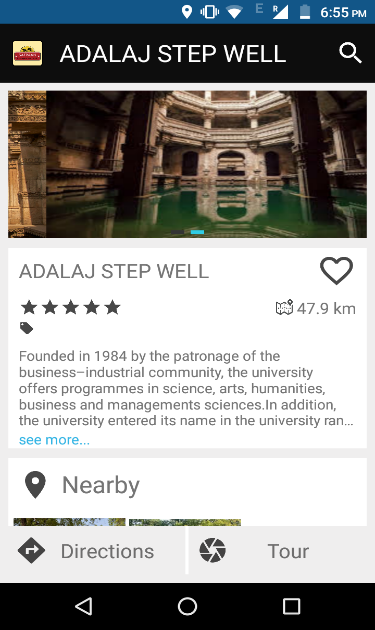 E R 6:55 PM
ADALAJ STEP WELL
ADALAJ STEP WELL
47.9 km
Founded in 1984 by the patronage of the
business–industrial community, the university
offers programmes in science, arts, humanities,
business and managements sciences.In addition,
the university entered its name in the university ran...
see more...
Nearby
Directions
Tour